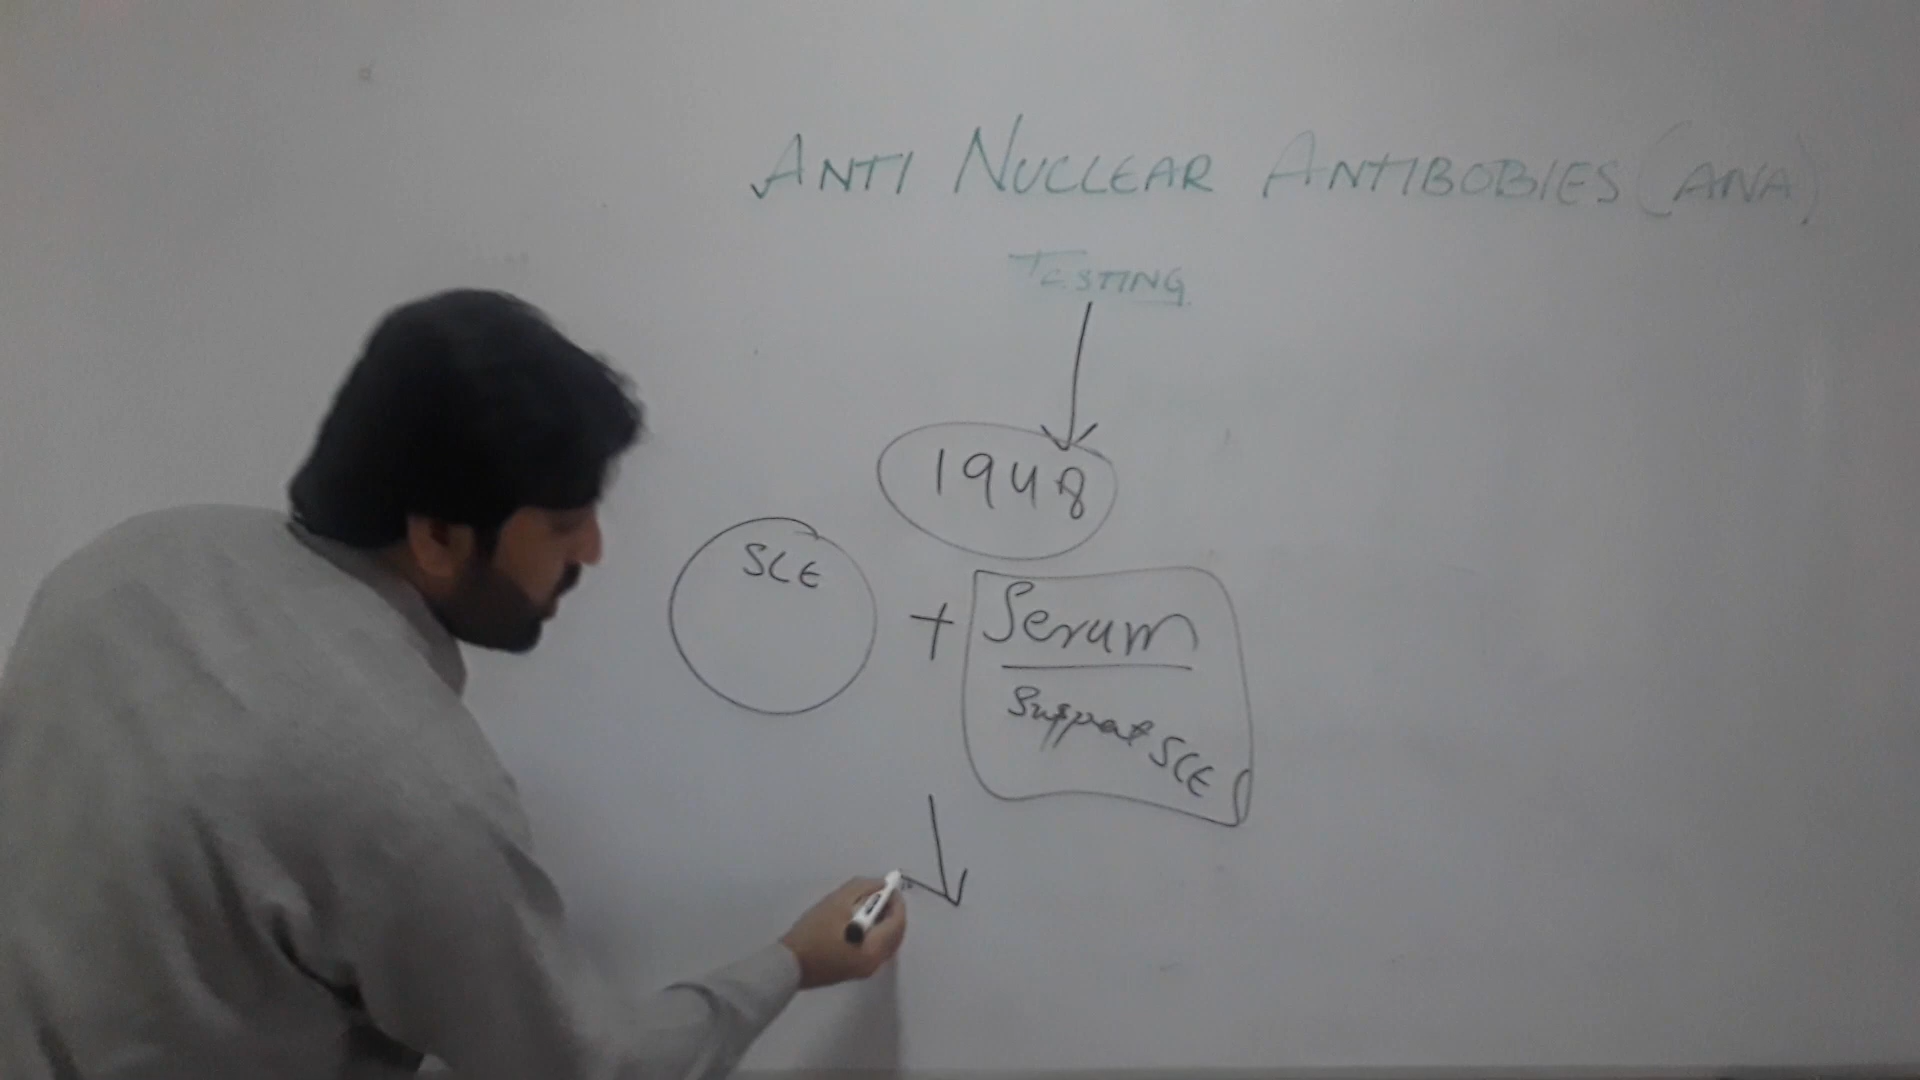 ANTI NUCLEAR ANTIBOBIES (ANA)
TESTING
1948
SLE
+ Serum
Suspect SLE